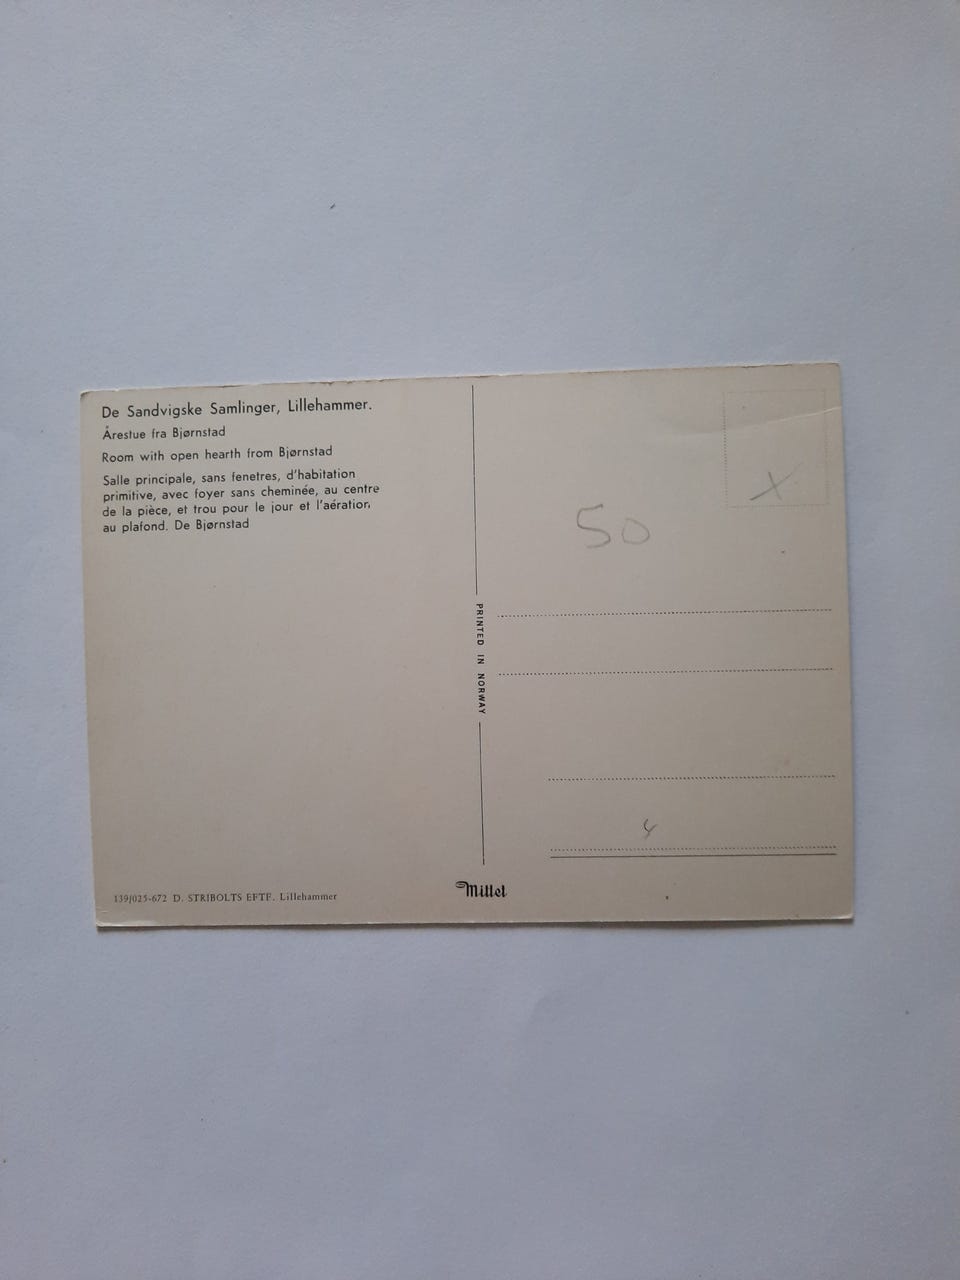 De Sandvigske Samlinger, Lillehammer.
Årestue fra Bjørnstad
Room with open hearth from Bjørnstad
Salle principale, sans fenetres, d'habitation
primitive, avec foyer sans cheminée, au centre
de la pièce, et trou pour le jour et l'aération,
au plafond. De Bjørnstad
139/025-672 D. STRIBOLTS EFTF. Lillehammer
PRINTED IN NORWAY
Mittet
50
X